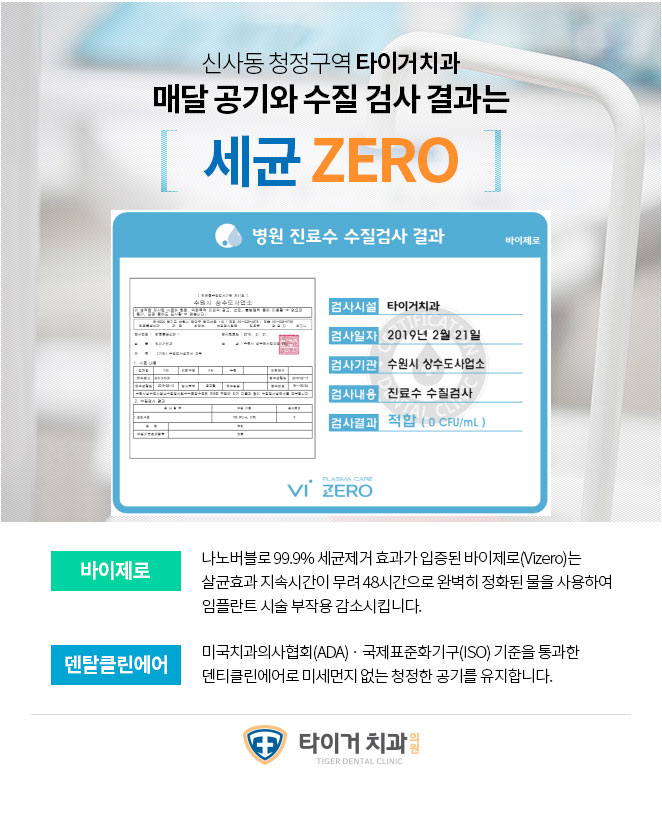 신사동 청정구역 타이거치과
매달 공기와 수질 검사 결과는
세균 ZERO
병원 진료수 수질검사 결과
바이제로
수원시 상수도사업소
검사시설 타이거치과
검사일자 2019년 2월 21일
검사기관 수원시 상수도사업소
검사내용 진료수 수질검사
검사결과 적합 ( 0 CFU/mL )
CERTIFICATION
DENTAL CLINIC
PLASMA CARE
Vi ZERO
바이제로
나노버블로 99.9% 세균제거 효과가 입증된 바이제로(Vizero)는
살균효과 지속시간이 무려 48시간으로 완벽히 정화된 물을 사용하여
임플란트 시술 부작용 감소시킵니다.
덴탈클린에어
미국치과의사협회(ADA) · 국제표준화기구(ISO) 기준을 통과한
덴티클린에어로 미세먼지 없는 청정한 공기를 유지합니다.
타이거 치과의원
TIGER DENTAL CLINIC